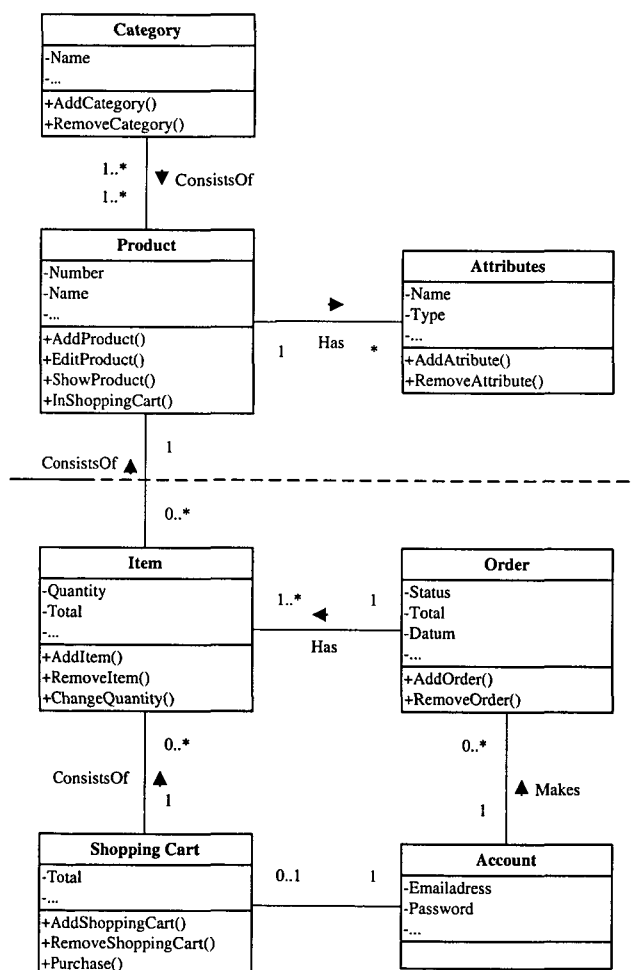 Category
-Name
-...
+AddCategory()
+RemoveCategory()
1..*
ConsistsOf
1..*
Product
-Number
-Name
-...
+AddProduct()
+EditProduct()
+ShowProduct()
+InShoppingCart()
Attributes
-Name
-Type
-...
+AddAtribute()
+RemoveAttribute()
1
Has
*
1
ConsistsOf
0..*
Item
-Quantity
-Total
-...
+AddItem()
+RemoveItem()
+ChangeQuantity()
1..*
1
Has
Order
-Status
-Total
-Datum
-...
+AddOrder()
+RemoveOrder()
0..*
ConsistsOf
1
0..*
Makes
1
Shopping Cart
-Total
-...
+AddShoppingCart()
+RemoveShoppingCart()
+Purchase()
0..1
1
Account
-Emailadress
-Password
-...